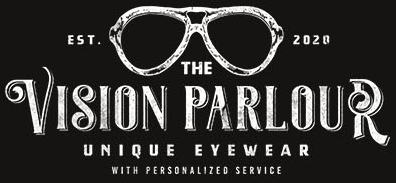 EST. 2020
THE
VISION PARLOUR
UNIQUE EYEWEAR
WITH PERSONALIZED SERVICE